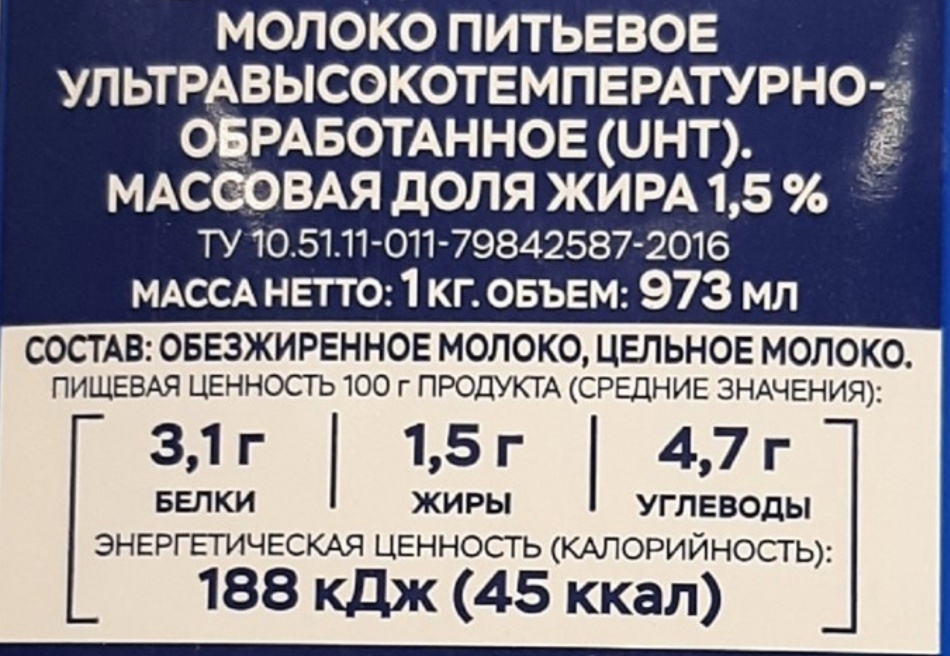 МОЛОКО ПИТЬЕВОЕ
УЛЬТРАВЫСОКОТЕМПЕРАТУРНО-
ОБРАБОТАННОЕ (UHT).
МАССОВАЯ ДОЛЯ ЖИРА 1,5 %
ТУ 10.51.11-011-79842587-2016
МАССА НЕТТО: 1 КГ. ОБЪЕМ: 973 МЛ
СОСТАВ: ОБЕЗЖИРЕННОЕ МОЛОКО, ЦЕЛЬНОЕ МОЛОКО.
ПИЩЕВАЯ ЦЕННОСТЬ 100 г ПРОДУКТА (СРЕДНИЕ ЗНАЧЕНИЯ):
3,1 г 1,5 г 4,7 г
БЕЛКИ ЖИРЫ УГЛЕВОДЫ
ЭНЕРГЕТИЧЕСКАЯ ЦЕННОСТЬ (КАЛОРИЙНОСТЬ):
188 кДж (45 ккал)